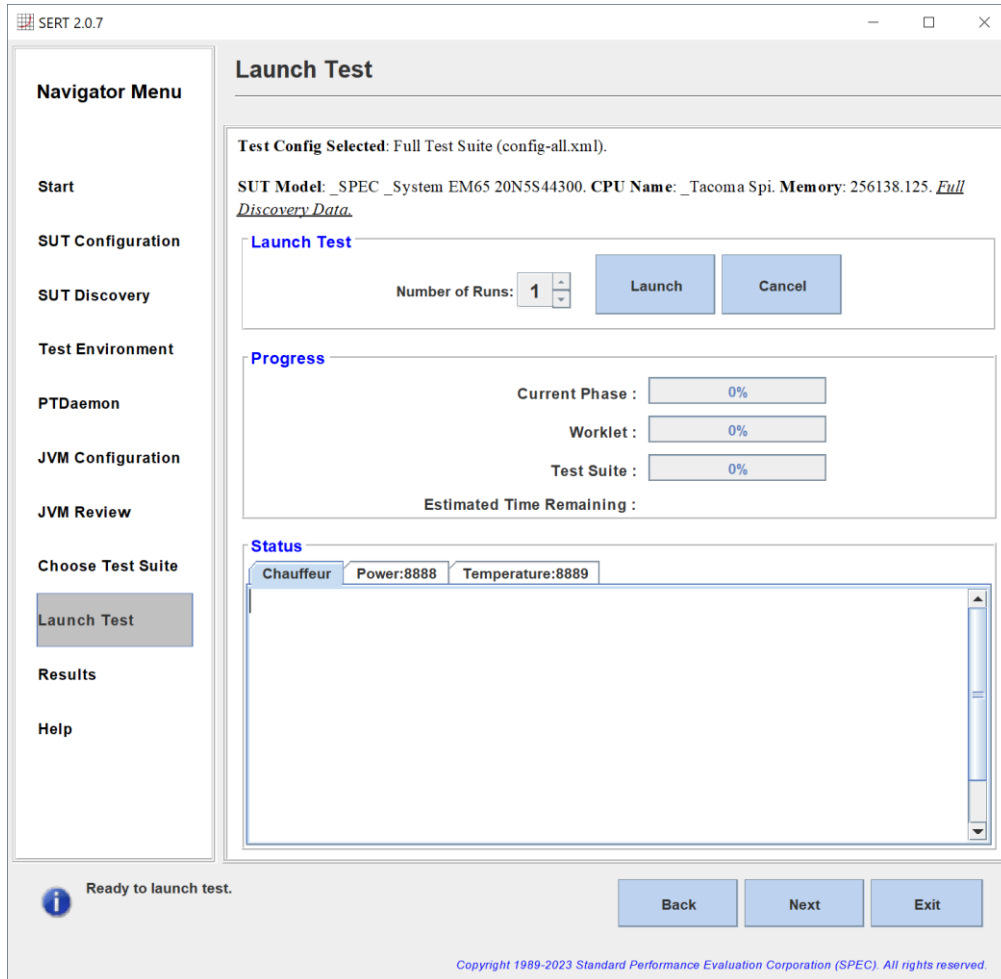 SERT 2.0.7
Navigator Menu
Start
SUT Configuration
SUT Discovery
Test Environment
PTDaemon
JVM Configuration
JVM Review
Choose Test Suite
Launch Test
Results
Help
Launch Test
Test Config Selected: Full Test Suite (config-all.xml).
SUT Model: _SPEC _System EM65 20N5S44300. CPU Name: _Tacoma Spi. Memory: 256138.125. Full
Discovery Data.
Launch Test
Number of Runs: 1
Launch
Cancel
Progress
Current Phase : 0%
Worklet : 0%
Test Suite : 0%
Estimated Time Remaining :
Status
Chauffeur Power:8888 Temperature:8889
Ready to launch test.
Back
Next
Exit
Copyright 1989-2023 Standard Performance Evaluation Corporation (SPEC). All rights reserved.